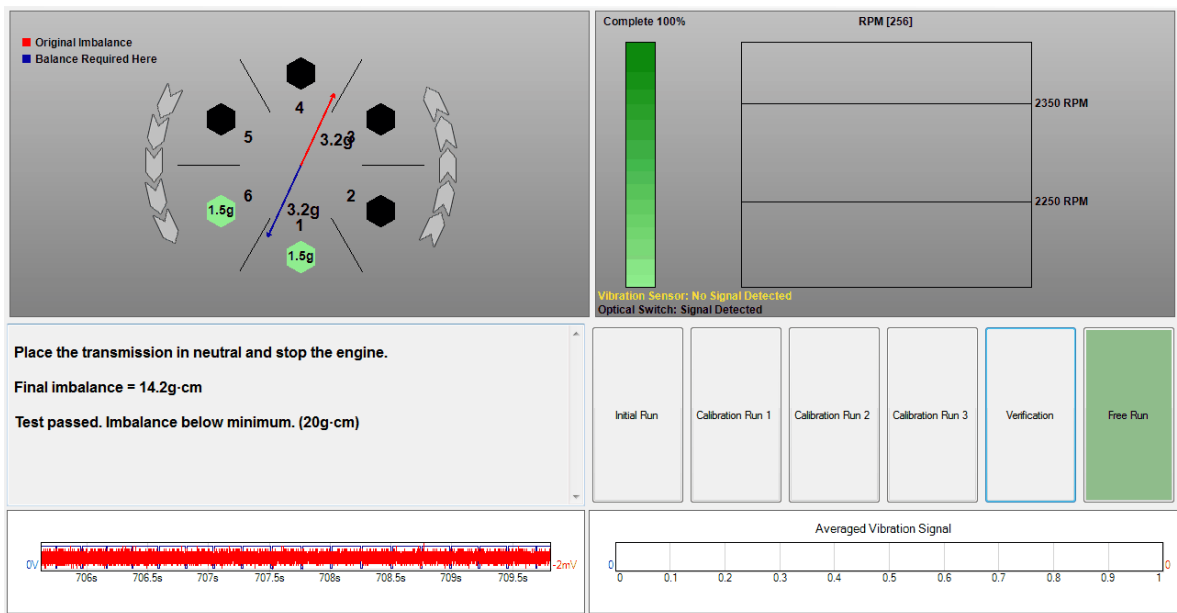 Original Imbalance
Balance Required Here
4
5
3.2g
3
6
2
1.5g
3.2g
1
1.5g
Complete 100%
RPM [256]
2350 RPM
2250 RPM
Vibration Sensor: No Signal Detected
Optical Switch: Signal Detected
Place the transmission in neutral and stop the engine.
Final imbalance = 14.2g·cm
Test passed. Imbalance below minimum. (20g·cm)
Initial Run
Calibration Run 1
Calibration Run 2
Calibration Run 3
Verification
Free Run
0V
-2mV
706s 706.5s 707s 707.5s 708s 708.5s 709s 709.5s
Averaged Vibration Signal
0
0
0 0.1 0.2 0.3 0.4 0.5 0.6 0.7 0.8 0.9 1